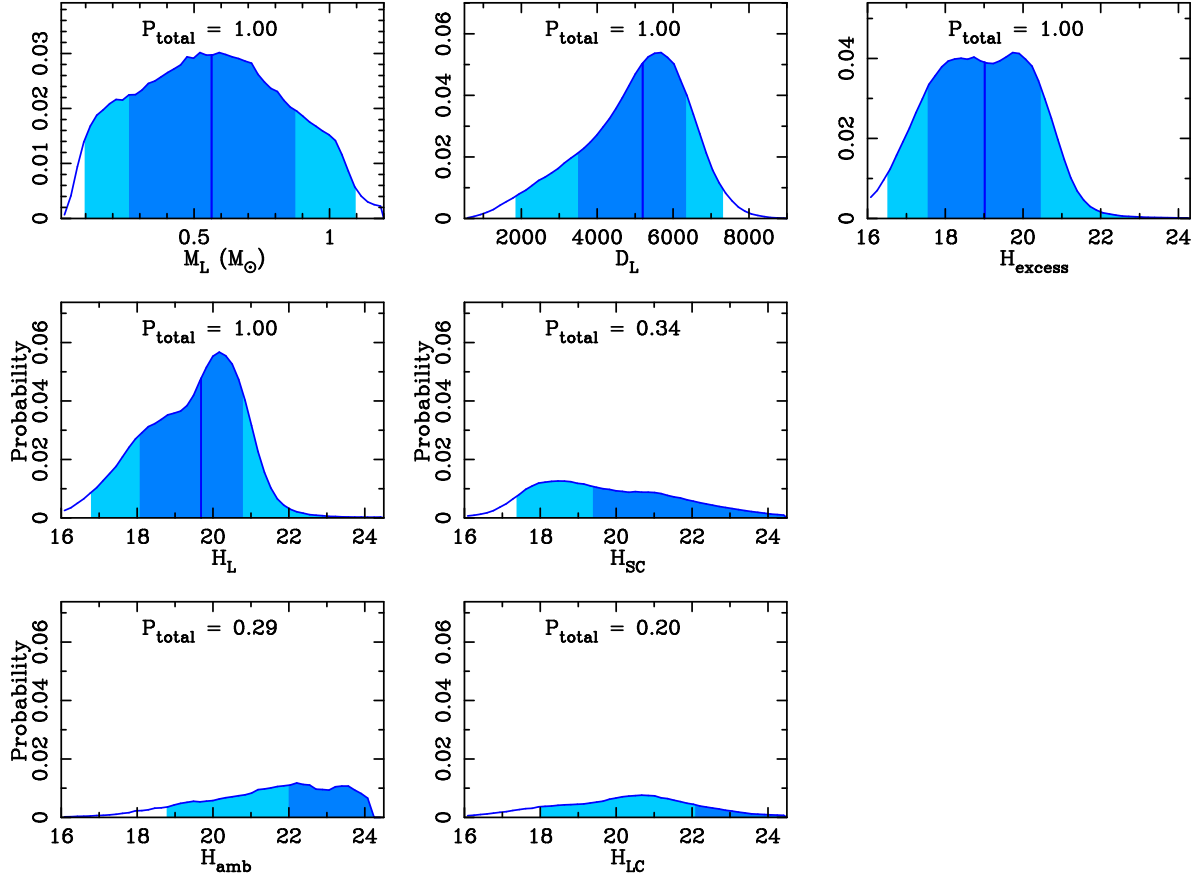 P_total = 1.00
0 0.01 0.02 0.03
0.5 1
M_L (M_⊙)
P_total = 1.00
0 0.02 0.04 0.06
2000 4000 6000 8000
D_L
P_total = 1.00
0 0.02 0.04
16 18 20 22 24
H_excess
P_total = 1.00
Probability
0 0.02 0.04 0.06
16 18 20 22 24
H_L
P_total = 0.34
Probability
0 0.02 0.04 0.06
16 18 20 22 24
H_SC
P_total = 0.29
Probability
0 0.02 0.04 0.06
16 18 20 22 24
H_amb
P_total = 0.20
0 0.02 0.04 0.06
16 18 20 22 24
H_LC